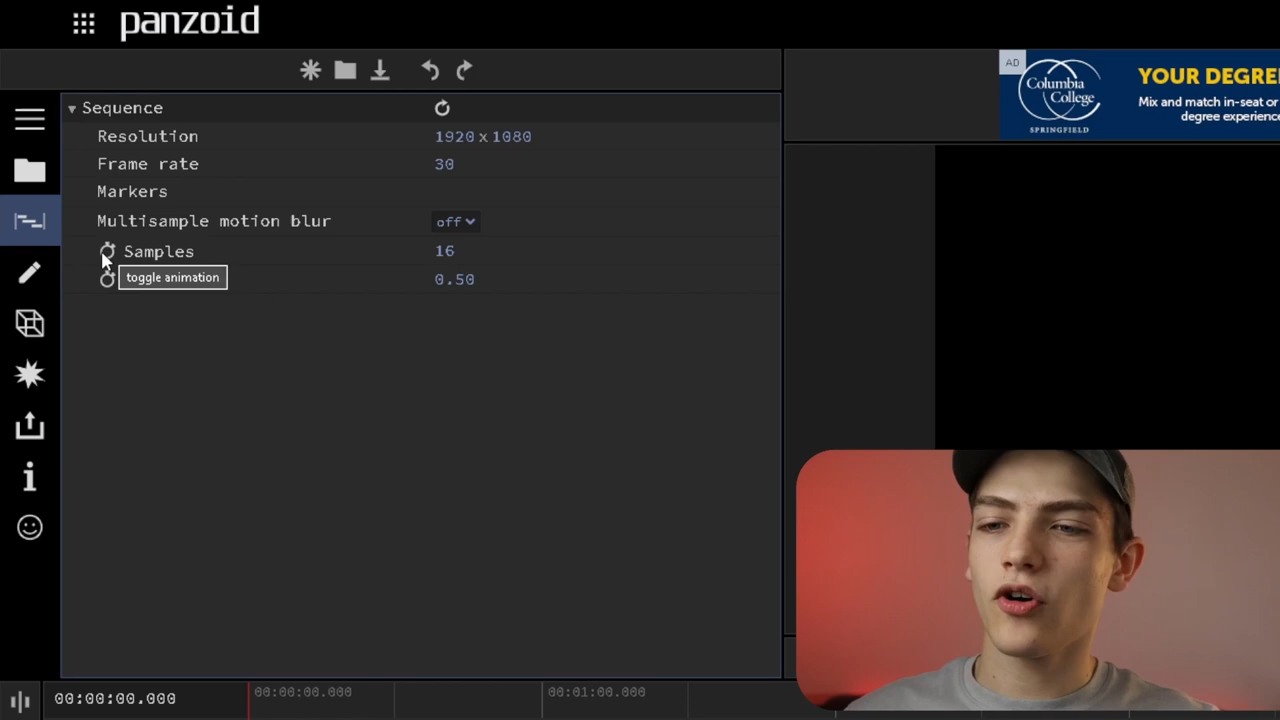 panzoid
AD
Columbia
College
SPRINGFIELD
YOUR DEGRE
Mix and match in-seat or
degree experienc
Sequence
Resolution 1920 x 1080
Frame rate 30
Markers
Multisample motion blur off
Samples 16
toggle animation
0.50
00:00:00.000 00:00:00.000 00:01:00.000